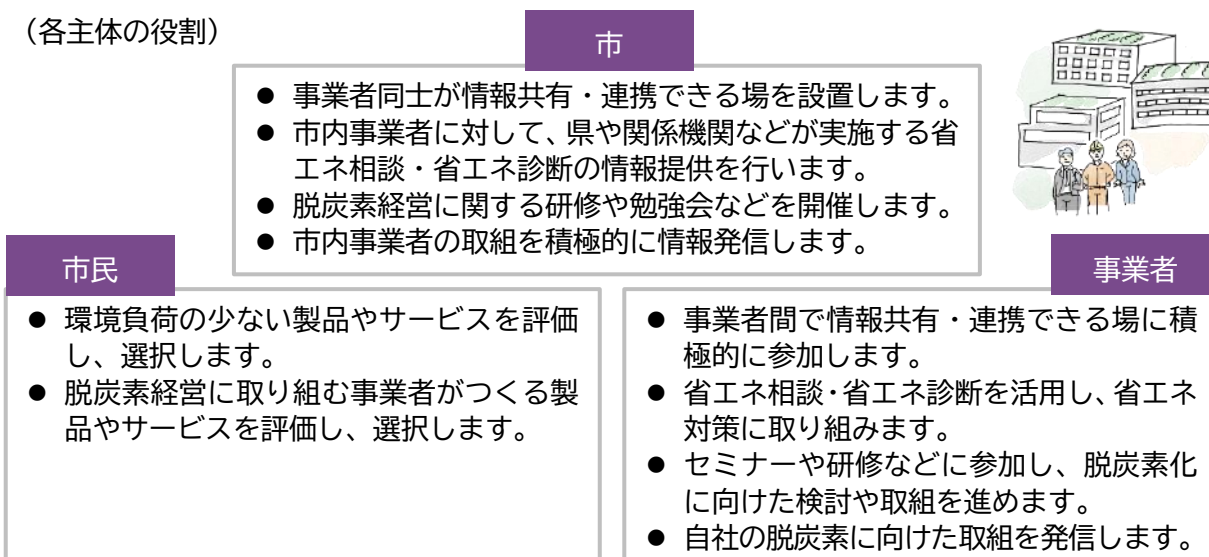 （各主体の役割）
市
● 事業者同士が情報共有・連携できる場を設置します。
● 市内事業者に対して、県や関係機関などが実施する省
エネ相談・省エネ診断の情報提供を行います。
● 脱炭素経営に関する研修や勉強会などを開催します。
● 市内事業者の取組を積極的に情報発信します。
市民
● 環境負荷の少ない製品やサービスを評価
し、選択します。
● 脱炭素経営に取り組む事業者がつくる製
品やサービスを評価し、選択します。
事業者
● 事業者間で情報共有・連携できる場に積
極的に参加します。
● 省エネ相談・省エネ診断を活用し、省エネ
対策に取り組みます。
● セミナーや研修などに参加し、脱炭素化
に向けた検討や取組を進めます。
● 自社の脱炭素に向けた取組を発信します。